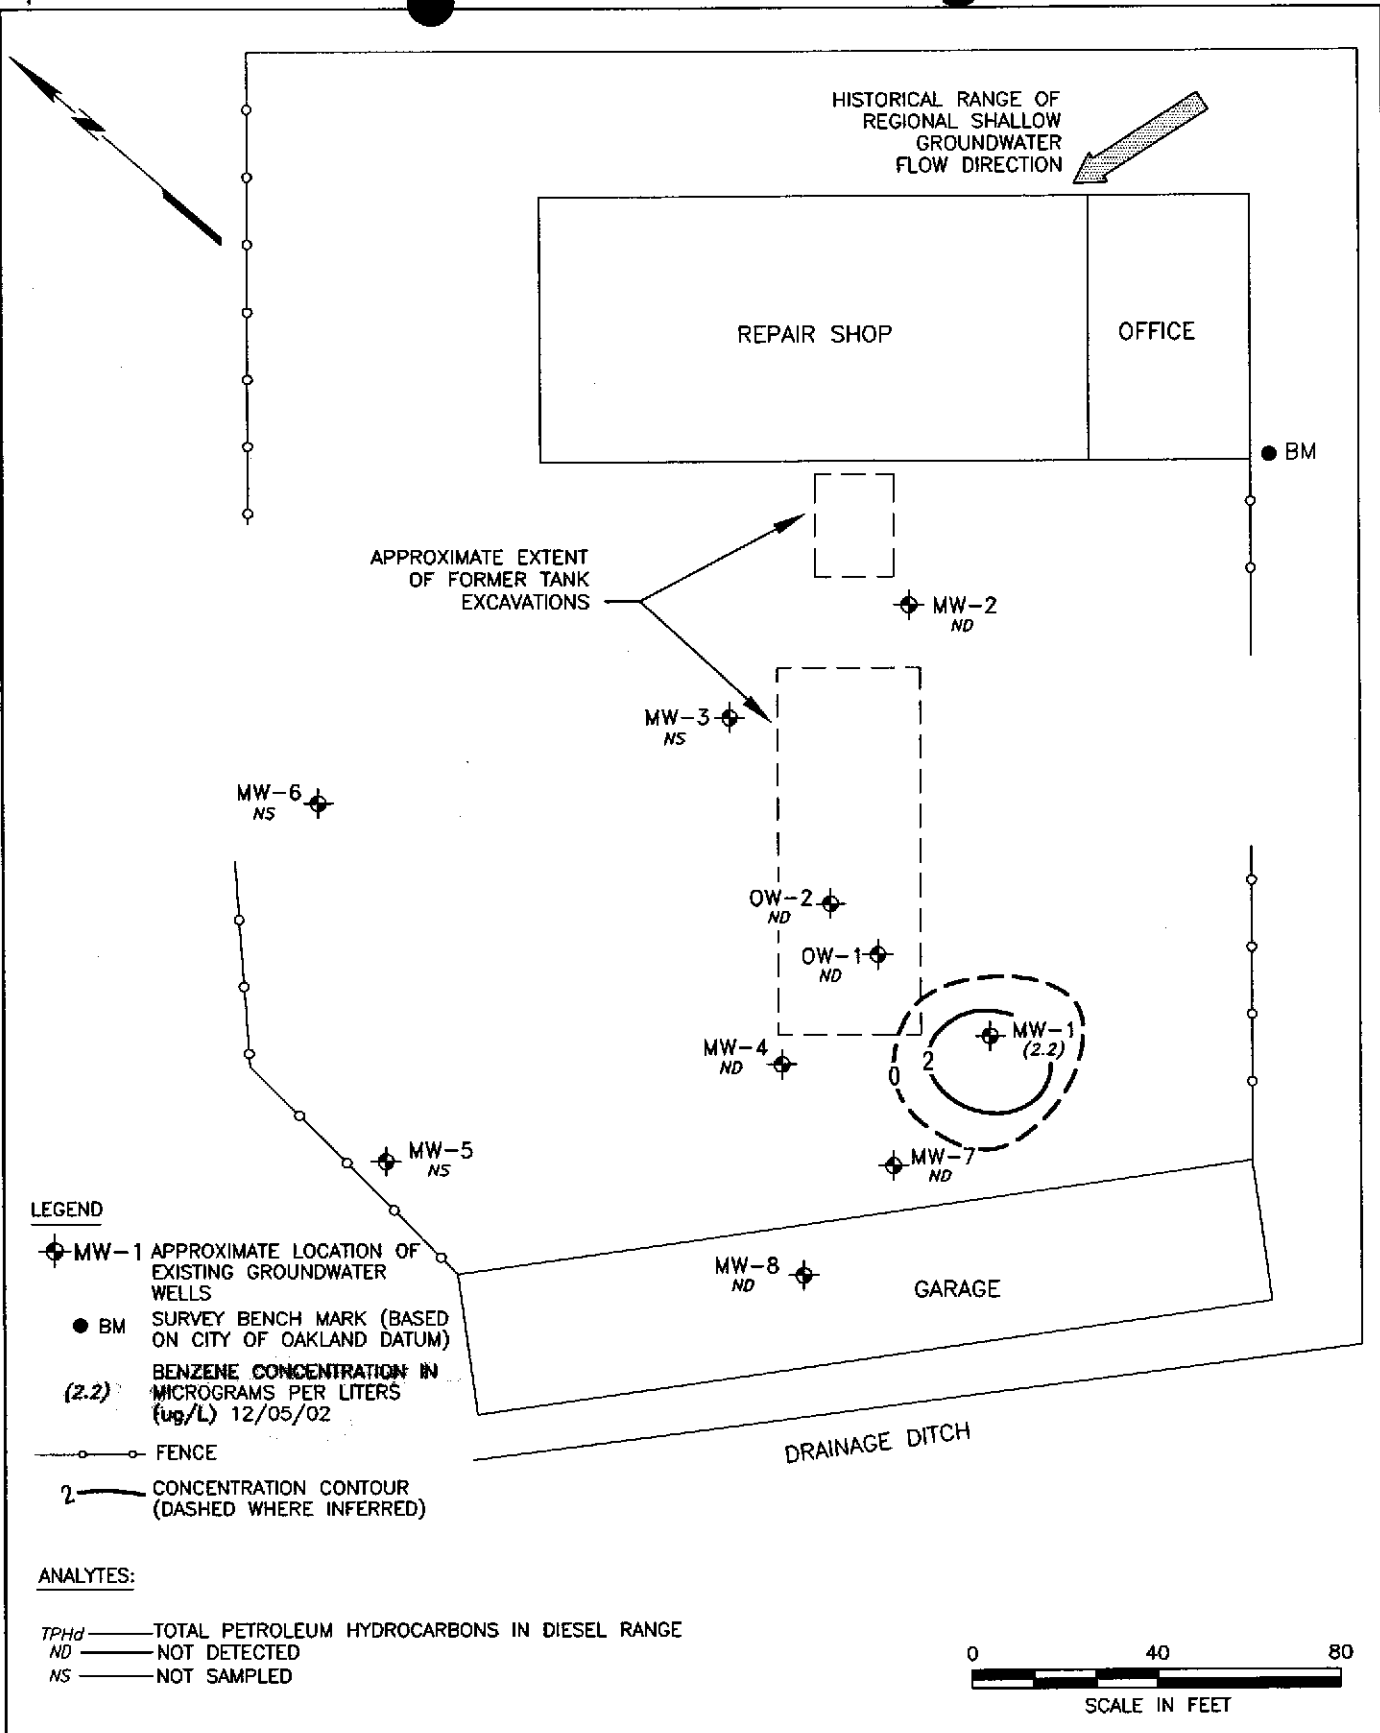 HISTORICAL RANGE OF
REGIONAL SHALLOW
GROUNDWATER
FLOW DIRECTION
REPAIR SHOP
OFFICE
BM
APPROXIMATE EXTENT
OF FORMER TANK
EXCAVATIONS
MW-2
ND
MW-3
NS
MW-6
NS
OW-2
ND
OW-1
ND
MW-1
(2.2)
MW-4
ND
0
2
MW-5
NS
MW-7
ND
MW-8
ND
GARAGE
DRAINAGE DITCH
LEGEND
MW-1 APPROXIMATE LOCATION OF
EXISTING GROUNDWATER
WELLS
BM SURVEY BENCH MARK (BASED
ON CITY OF OAKLAND DATUM)
BENZENE CONCENTRATION IN
(2.2) MICROGRAMS PER LITERS
(ug/L) 12/05/02
FENCE
2 CONCENTRATION CONTOUR
(DASHED WHERE INFERRED)
ANALYTES:
TPHd TOTAL PETROLEUM HYDROCARBONS IN DIESEL RANGE
ND NOT DETECTED
NS NOT SAMPLED
0 40 80
SCALE IN FEET